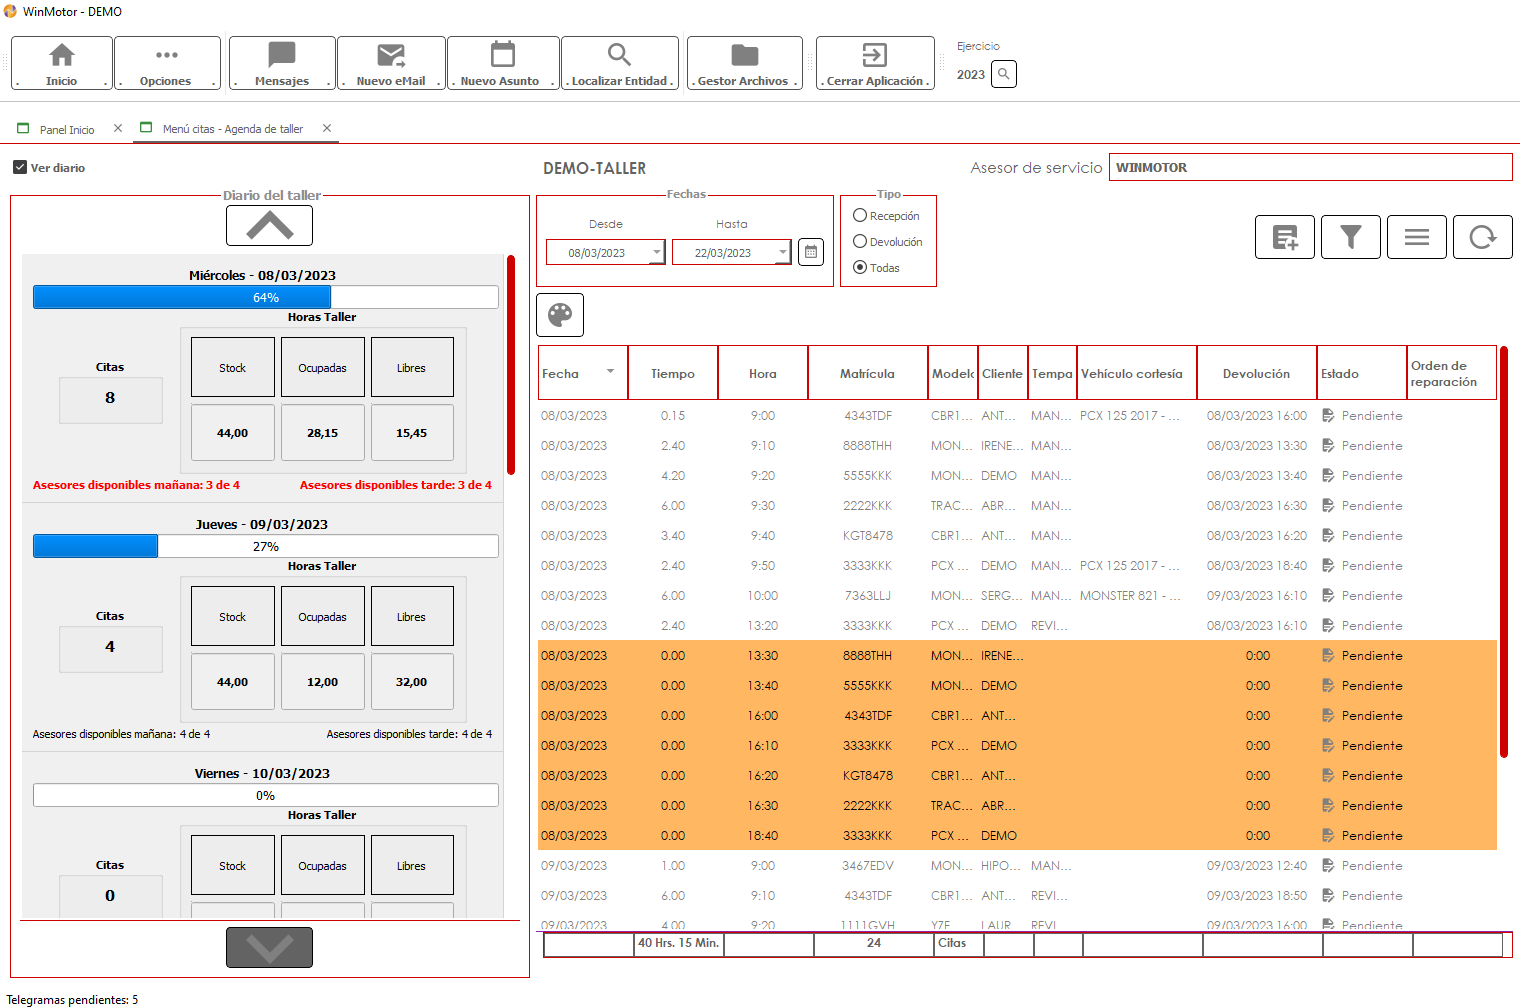 WinMotor - DEMO
. Inicio .
. Opciones .
. Mensajes .
. Nuevo eMail .
. Nuevo Asunto .
. Localizar Entidad .
. Gestor Archivos .
. Cerrar Aplicación .
Ejercicio
2023
Panel Inicio
Menú citas - Agenda de taller
Ver diario
DEMO-TALLER
Asesor de servicio WINMOTOR
Diario del taller
Miércoles - 08/03/2023
64%
Horas Taller
Citas
8
Stock Ocupadas Libres
44,00 28,15 15,45
Asesores disponibles mañana: 3 de 4 Asesores disponibles tarde: 3 de 4
Jueves - 09/03/2023
27%
Horas Taller
Citas
4
Stock Ocupadas Libres
44,00 12,00 32,00
Asesores disponibles mañana: 4 de 4 Asesores disponibles tarde: 4 de 4
Viernes - 10/03/2023
0%
Horas Taller
Citas
0
Stock Ocupadas Libres
Fechas
Desde Hasta
08/03/2023 22/03/2023
Tipo
Recepción
Devolución
Todas
Fecha Tiempo Hora Matrícula Modelo Cliente Tempa Vehículo cortesía Devolución Estado Orden de reparación
08/03/2023 0.15 9:00 4343TDF CBR1... ANT... MAN... PCX 125 2017 - ... 08/03/2023 16:00 Pendiente
08/03/2023 2.40 9:10 8888THH MON... IRENE... MAN... 08/03/2023 13:30 Pendiente
08/03/2023 4.20 9:20 5555KKK MON... DEMO MAN... 08/03/2023 13:40 Pendiente
08/03/2023 6.00 9:30 2222KKK TRAC... ABR... MAN... 08/03/2023 16:30 Pendiente
08/03/2023 3.40 9:40 KGT8478 CBR1... ANT... MAN... 08/03/2023 16:20 Pendiente
08/03/2023 2.40 9:50 3333KKK PCX ... DEMO MAN... PCX 125 2017 - ... 08/03/2023 18:40 Pendiente
08/03/2023 6.00 10:00 7363LLJ MON... SERG... MAN... MONSTER 821 - ... 09/03/2023 16:10 Pendiente
08/03/2023 2.40 13:20 3333KKK PCX ... DEMO REVI... 08/03/2023 16:10 Pendiente
08/03/2023 0.00 13:30 8888THH MON... IRENE... 0:00 Pendiente
08/03/2023 0.00 13:40 5555KKK MON... DEMO 0:00 Pendiente
08/03/2023 0.00 16:00 4343TDF CBR1... ANT... 0:00 Pendiente
08/03/2023 0.00 16:10 3333KKK PCX ... DEMO 0:00 Pendiente
08/03/2023 0.00 16:20 KGT8478 CBR1... ANT... 0:00 Pendiente
08/03/2023 0.00 16:30 2222KKK TRAC... ABR... 0:00 Pendiente
08/03/2023 0.00 18:40 3333KKK PCX ... DEMO 0:00 Pendiente
09/03/2023 1.00 9:00 3467EDV MON... HIPO... MAN... 09/03/2023 12:40 Pendiente
09/03/2023 6.00 9:10 4343TDF CBR1... ANT... REVI... 09/03/2023 18:50 Pendiente
09/03/2023 4.00 9:20 1111GVH LAUR REVI 09/03/2023 16:00 Pendiente
40 Hrs. 15 Min. 24 Citas
Telegramas pendientes: 5